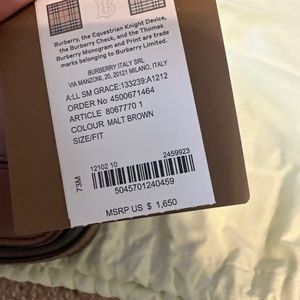 Burberry, the Equestrian Knight Device,
the Burberry Check, and the Thomas
Burberry Monogram and Print are trade
marks belonging to Burberry Limited.
BURBERRY ITALY SRL
VIA MANZONI, 20, 20121 MILANO, ITALY
A:LL SM GRACE:133239:A1212
ORDER No 4500671464
ARTICLE 8067770 1
COLOUR MALT BROWN
SIZE/FIT
12102 10 2459923
73M
5045701240459
MSRP US $ 1,650